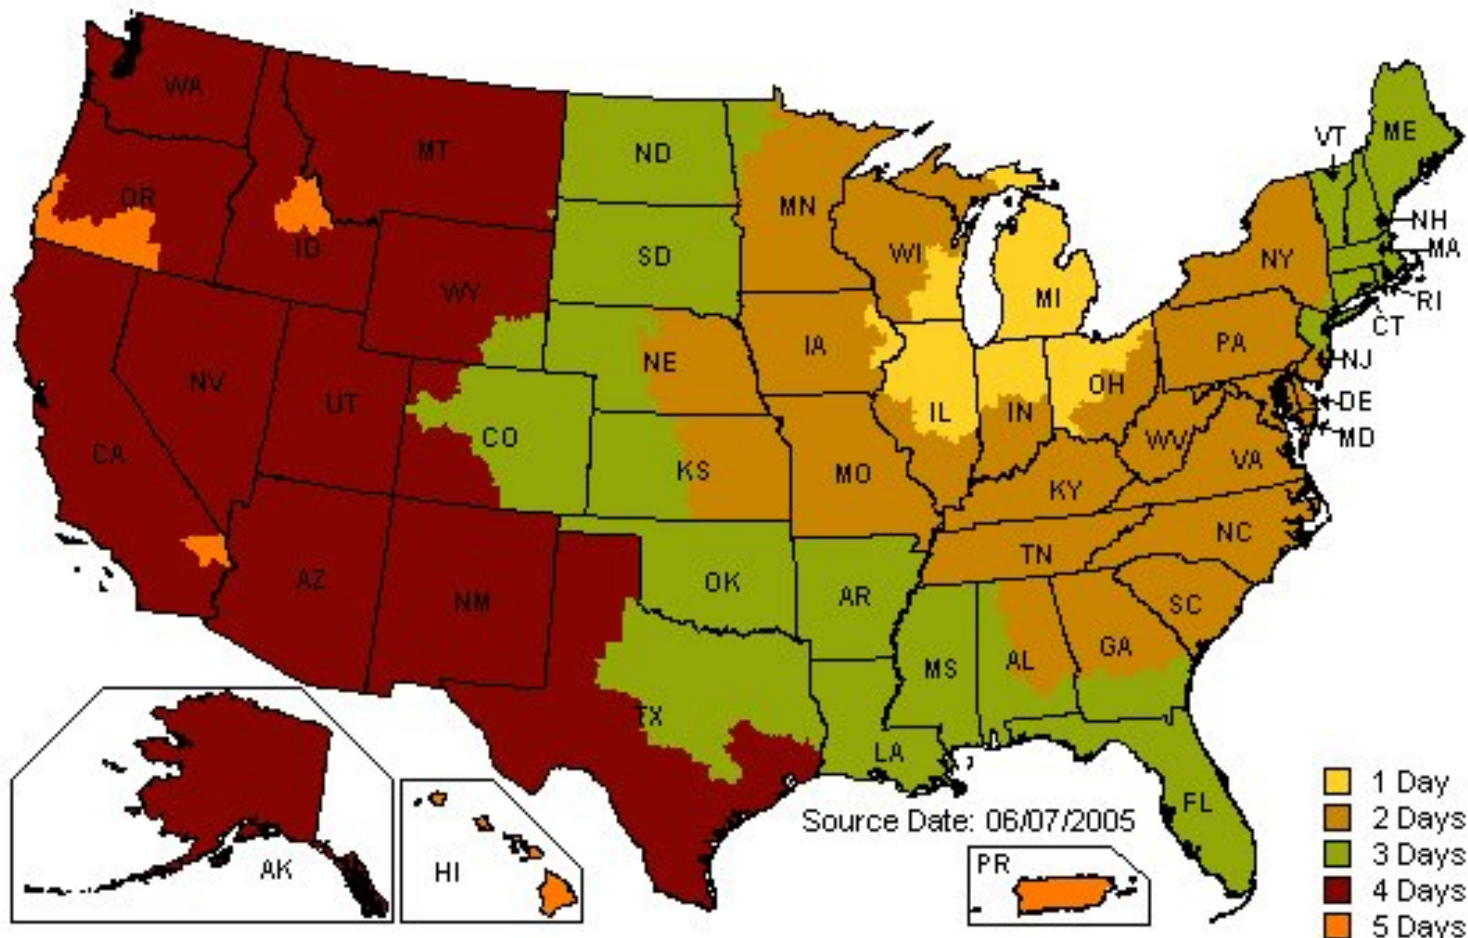 WA
MT
ND
MN
VT
ME
OR
ID
SD
WI
MI
NY
NH
MA
RI
CT
WY
NE
IA
IL
IN
OH
PA
NJ
DE
MD
NV
UT
CO
KS
MO
KY
WV
VA
CA
AZ
NM
OK
AR
TN
NC
SC
TX
LA
MS
AL
GA
FL
AK
HI
PR
Source Date: 06/07/2005
1 Day
2 Days
3 Days
4 Days
5 Days